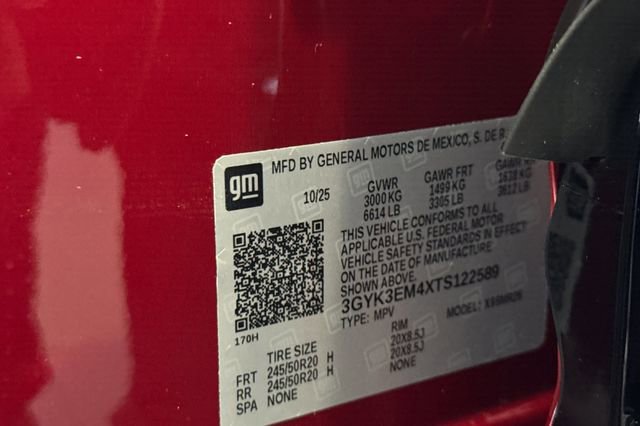 gm
MFD BY GENERAL MOTORS DE MEXICO, S. DE R.
10/25
GVWR GAWR FRT GAWR RR
3000 KG 1499 KG 1638 KG
6614 LB 3305 LB 3612 LB
THIS VEHICLE CONFORMS TO ALL
APPLICABLE U.S. FEDERAL MOTOR
VEHICLE SAFETY STANDARDS IN EFFECT
ON THE DATE OF MANUFACTURE
SHOWN ABOVE.
3GYK3EM4XTS122589
TYPE: MPV MODEL:
170H
TIRE SIZE RIM
FRT 245/50R20 H 20X8.5J
RR 245/50R20 H 20X8.5J
SPA NONE NONE